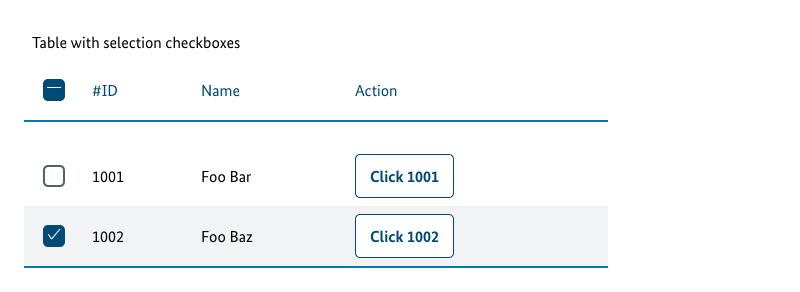 Table with selection checkboxes
#ID Name Action
1001 Foo Bar Click 1001
1002 Foo Baz Click 1002